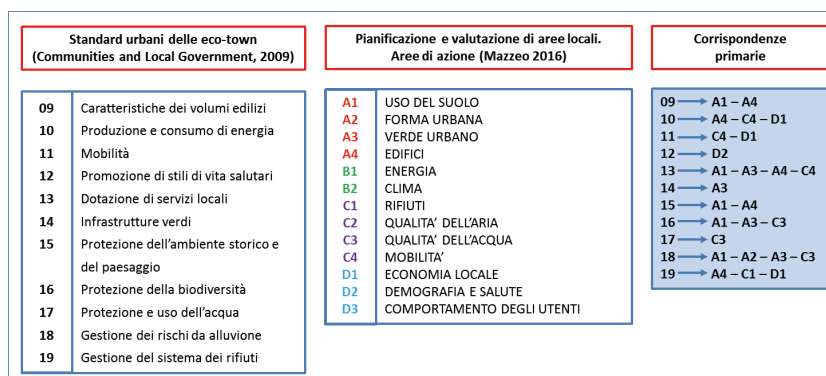 Standard urbani delle eco-town
(Communities and Local Government, 2009)
09 Caratteristiche dei volumi edilizi
10 Produzione e consumo di energia
11 Mobilità
12 Promozione di stili di vita salutari
13 Dotazione di servizi locali
14 Infrastrutture verdi
15 Protezione dell'ambiente storico e
del paesaggio
16 Protezione della biodiversità
17 Protezione e uso dell'acqua
18 Gestione dei rischi da alluvione
19 Gestione del sistema dei rifiuti
Pianificazione e valutazione di aree locali.
Aree di azione (Mazzeo 2016)
A1 USO DEL SUOLO
A2 FORMA URBANA
A3 VERDE URBANO
A4 EDIFICI
B1 ENERGIA
B2 CLIMA
C1 RIFIUTI
C2 QUALITA' DELL'ARIA
C3 QUALITA' DELL'ACQUA
C4 MOBILITA'
D1 ECONOMIA LOCALE
D2 DEMOGRAFIA E SALUTE
D3 COMPORTAMENTO DEGLI UTENTI
Corrispondenze
primarie
09 → A1 – A4
10 → A4 – C4 – D1
11 → C4 – D1
12 → D2
13 → A1 – A3 – A4 – C4
14 → A3
15 → A1 – A4
16 → A1 – A3 – C3
17 → C3
18 → A1 – A2 – A3 – C3
19 → A4 – C1 – D1